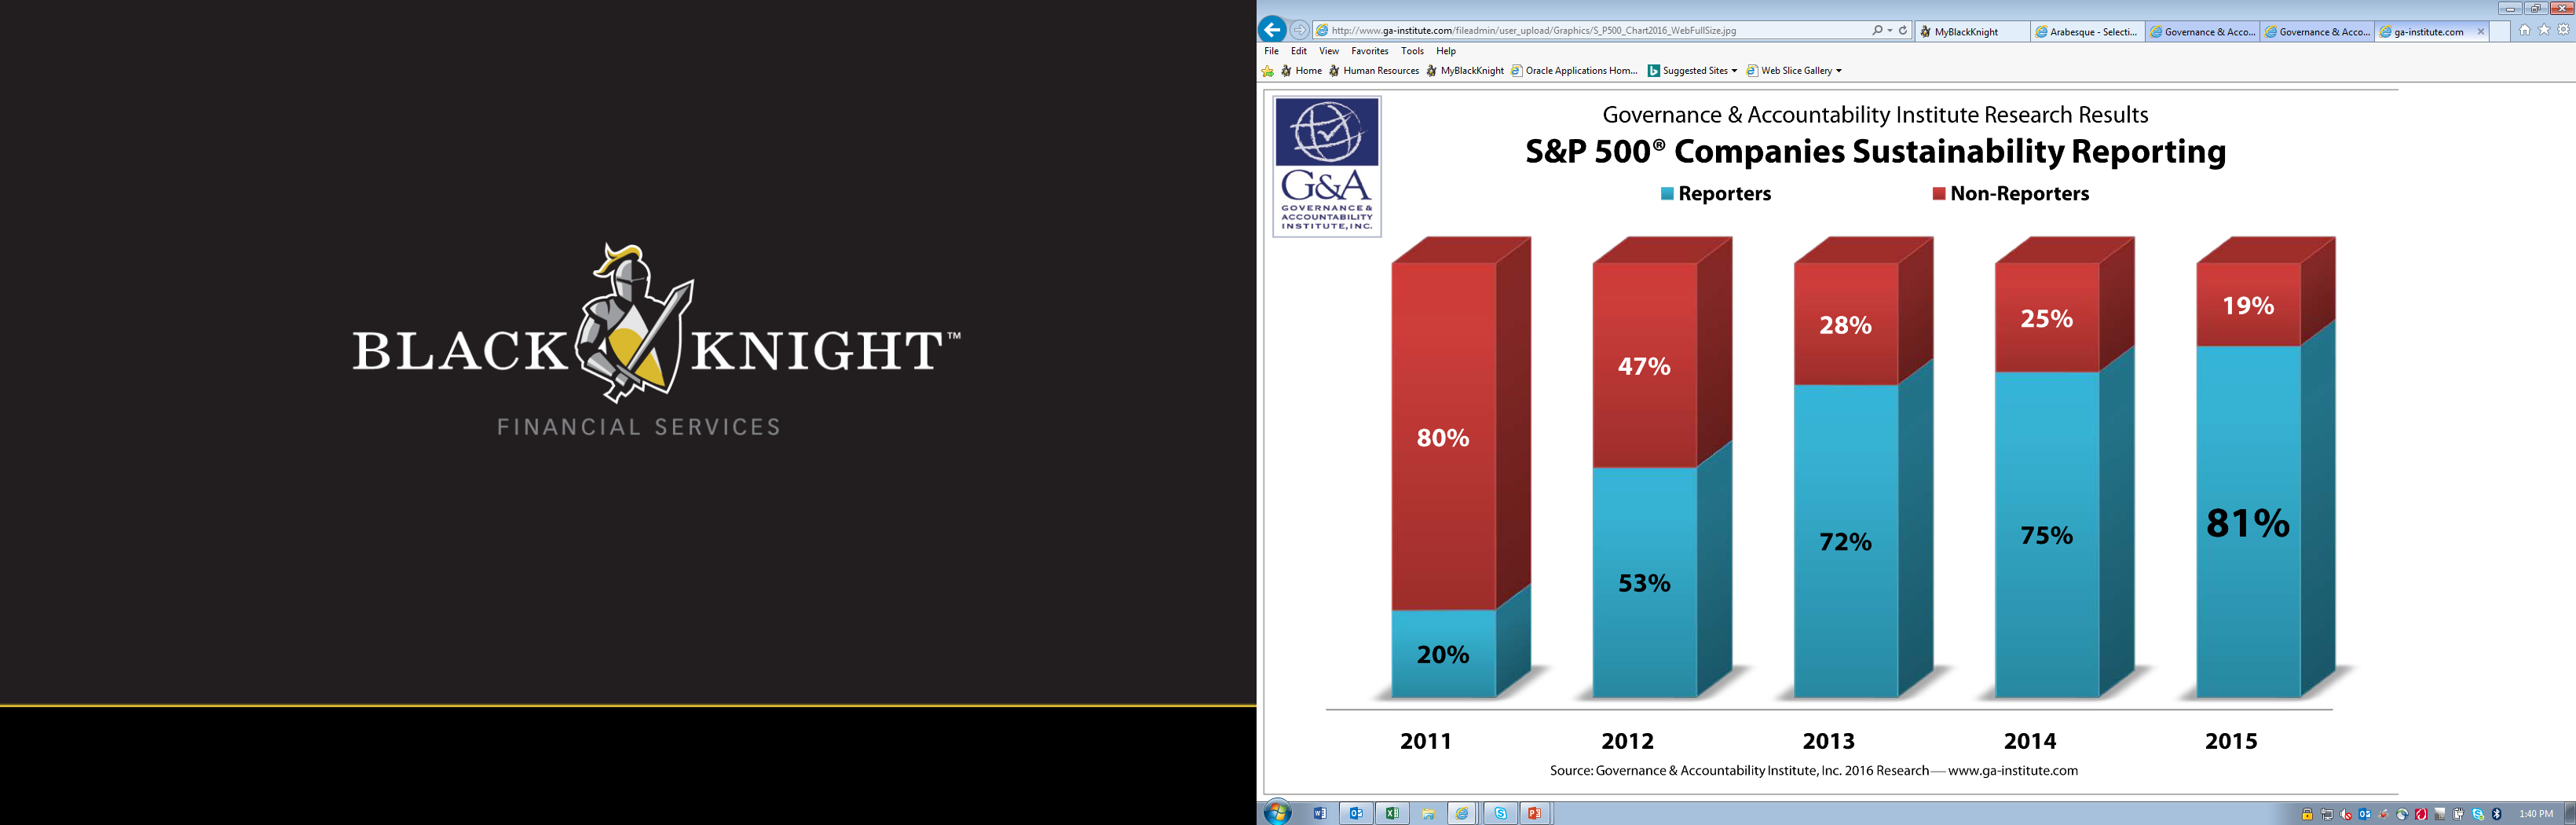 BLACK KNIGHT™
FINANCIAL SERVICES
http://www.ga-institute.com/fileadmin/user_upload/Graphics/S_P500_Chart2016_WebFullSize.jpg
MyBlackKnight
Arabesque - Selecti...
Governance & Acco...
Governance & Acco...
ga-institute.com
File Edit View Favorites Tools Help
Home Human Resources MyBlackKnight Oracle Applications Hom... Suggested Sites Web Slice Gallery
G&A
GOVERNANCE &
ACCOUNTABILITY
INSTITUTE, INC.
Governance & Accountability Institute Research Results
S&P 500® Companies Sustainability Reporting
Reporters Non-Reporters
80% 47% 28% 25% 19%
20% 53% 72% 75% 81%
2011 2012 2013 2014 2015
Source: Governance & Accountability Institute, Inc. 2016 Research—www.ga-institute.com
1:40 PM